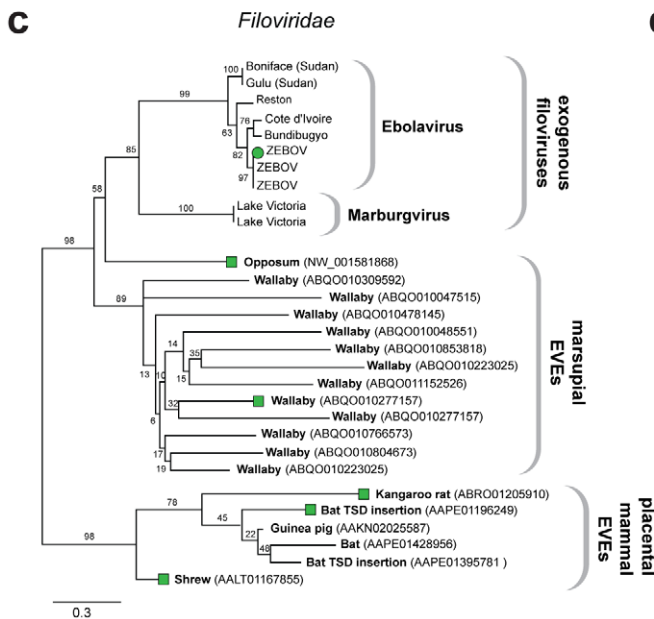 C
Filoviridae
Boniface (Sudan)
Gulu (Sudan)
Reston
Cote d'Ivoire
Bundibugyo
ZEBOV
ZEBOV
ZEBOV
Ebolavirus
Lake Victoria
Lake Victoria
Marburgvirus
exogenous
filoviruses
Opposum (NW_001581868)
Wallaby (ABQO010309592)
Wallaby (ABQO010047515)
Wallaby (ABQO010478145)
Wallaby (ABQO010048551)
Wallaby (ABQO010853818)
Wallaby (ABQO010223025)
Wallaby (ABQO011152526)
Wallaby (ABQO010277157)
Wallaby (ABQO010277157)
Wallaby (ABQO010766573)
Wallaby (ABQO010804673)
Wallaby (ABQO010223025)
marsupial
EVEs
Kangaroo rat (ABRO01205910)
Bat TSD insertion (AAPE01196249)
Guinea pig (AAKN02025587)
Bat (AAPE01428956)
Bat TSD insertion (AAPE01395781 )
Shrew (AALT01167855)
placental
mammal
EVEs
100
99
76
63
82
97
85
100
58
98
89
14
35
15
13
10
32
6
17
19
78
45
22
48
98
0.3